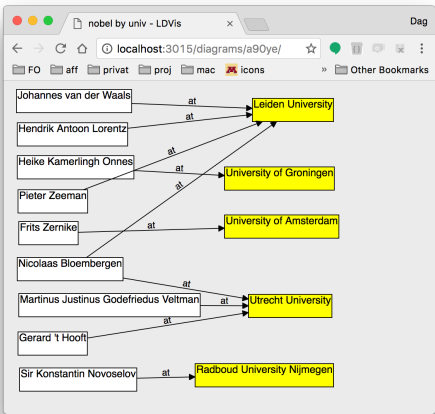 nobel by univ - LDVis
Dag
localhost:3015/diagrams/a90ye/
FO aff privat proj mac icons » Other Bookmarks
Johannes van der Waals
at
Leiden University
Hendrik Antoon Lorentz
at
Heike Kamerlingh Onnes
at
at
University of Groningen
Pieter Zeeman
at
Frits Zernike
at
University of Amsterdam
Nicolaas Bloembergen
at
Martinus Justinus Godefriedus Veltman
at
Utrecht University
Gerard 't Hooft
at
Sir Konstantin Novoselov
at
Radboud University Nijmegen